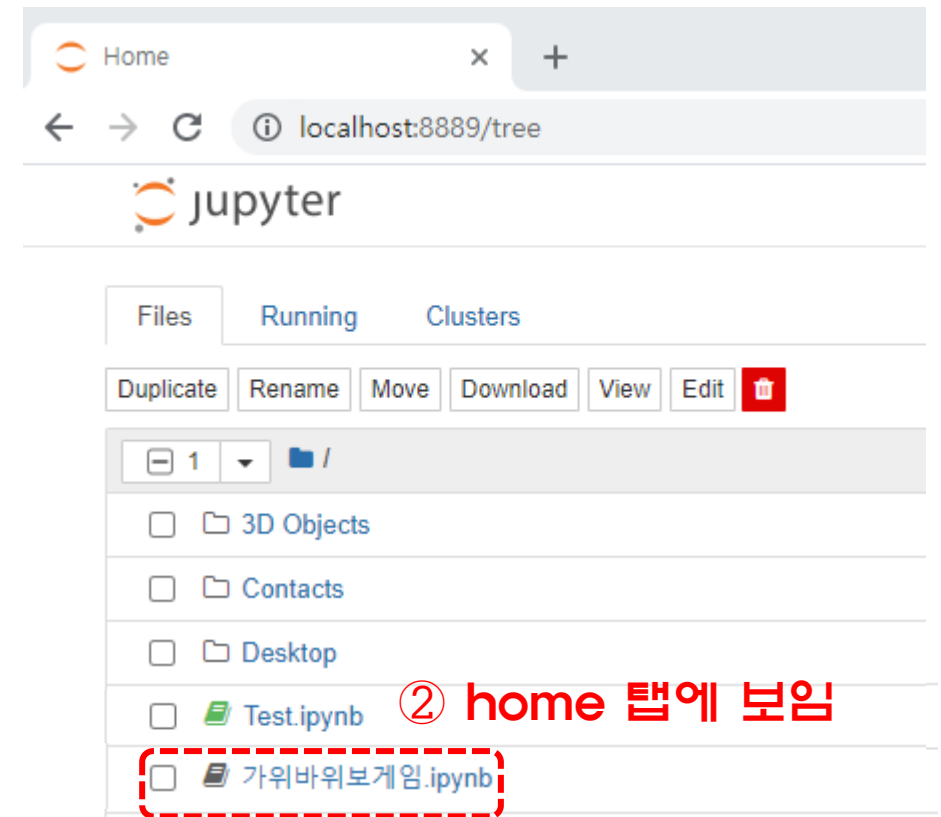 Home
localhost:8889/tree
jupyter
Files Running Clusters
Duplicate Rename Move Download View Edit
1 /
3D Objects
Contacts
Desktop
Test.ipynb ② home 탭에 보임
가위바위보게임.ipynb